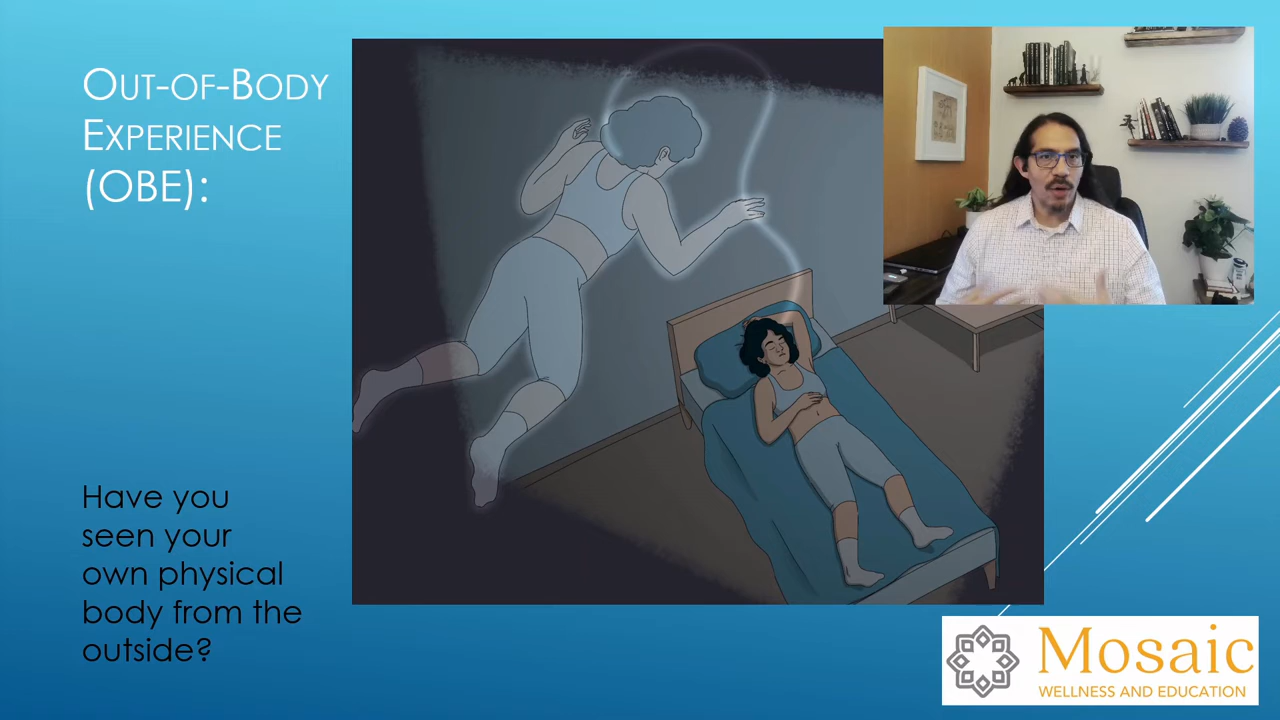 OUT-OF-BODY
EXPERIENCE
(OBE):
Have you
seen your
own physical
body from the
outside?
Mosaic
WELLNESS AND EDUCATION